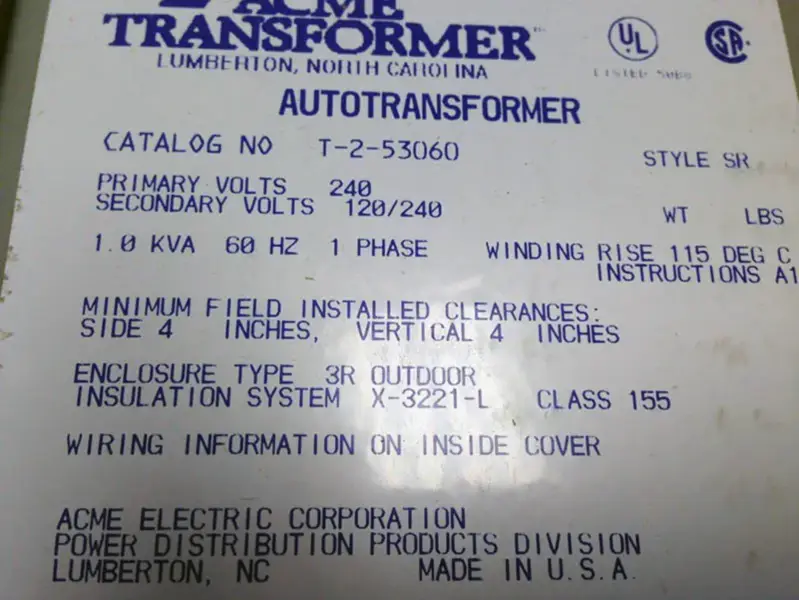 ACME
TRANSFORMER
LUMBERTON, NORTH CAROLINA
UL
SA
LISTED
AUTOTRANSFORMER
CATALOG NO T-2-53060
STYLE SR
PRIMARY VOLTS 240
SECONDARY VOLTS 120/240
WT LBS
1.0 KVA 60 HZ 1 PHASE
WINDING RISE 115 DEG C
INSTRUCTIONS A1
MINIMUM FIELD INSTALLED CLEARANCES:
SIDE 4 INCHES, VERTICAL 4 INCHES
ENCLOSURE TYPE 3R OUTDOOR
INSULATION SYSTEM X-3221-L CLASS 155
WIRING INFORMATION ON INSIDE COVER
ACME ELECTRIC CORPORATION
POWER DISTRIBUTION PRODUCTS DIVISION
LUMBERTON, NC MADE IN U.S.A.